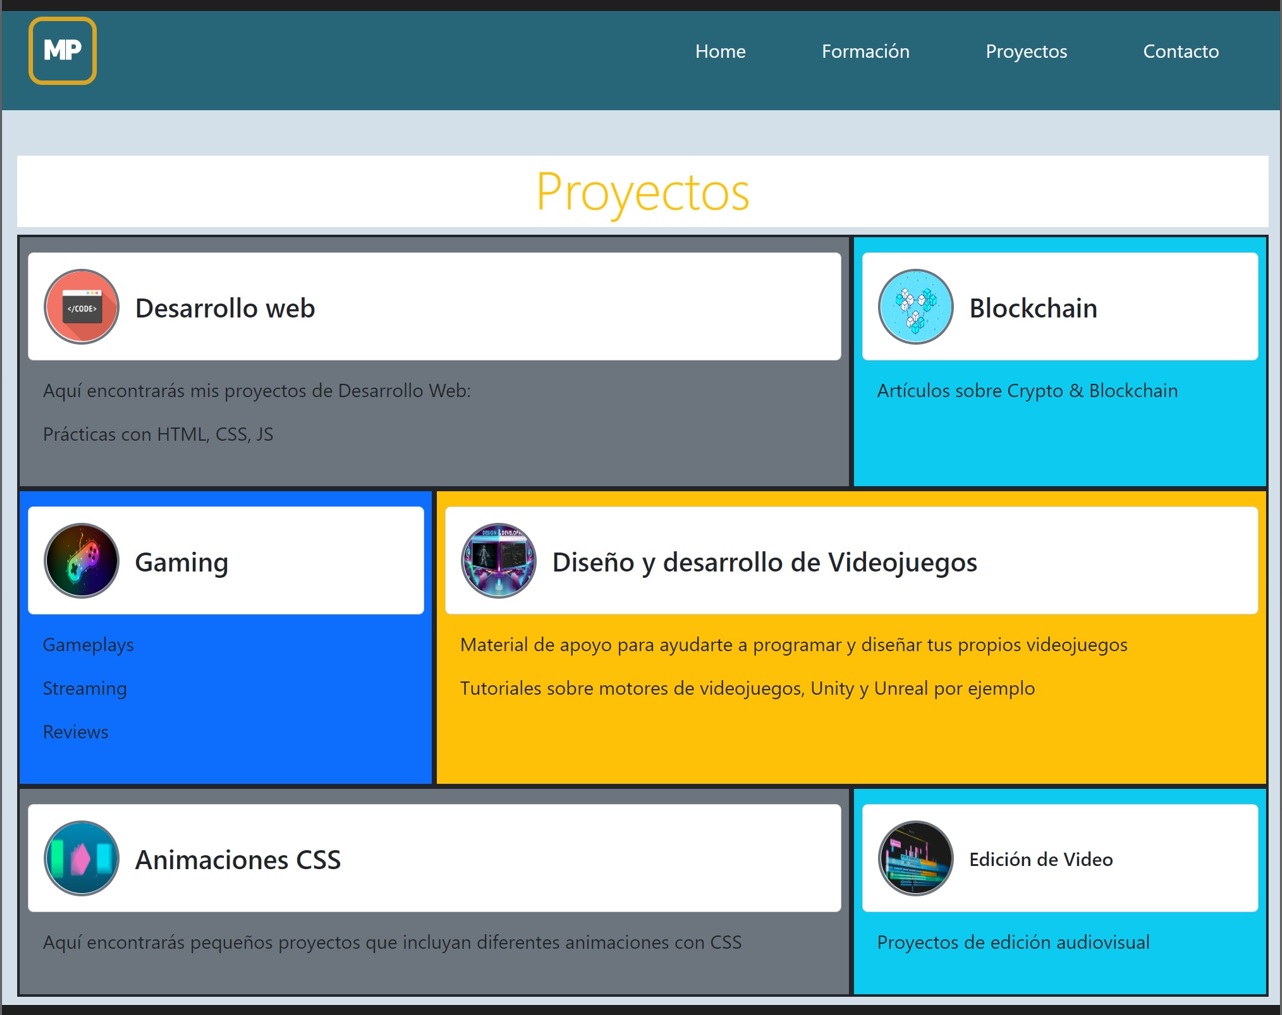 MP
Home Formación Proyectos Contacto
Proyectos
</CODE>
Desarrollo web
Aquí encontrarás mis proyectos de Desarrollo Web:
Prácticas con HTML, CSS, JS
Blockchain
Artículos sobre Crypto & Blockchain
Gaming
Gameplays
Streaming
Reviews
Diseño y desarrollo de Videojuegos
Material de apoyo para ayudarte a programar y diseñar tus propios videojuegos
Tutoriales sobre motores de videojuegos, Unity y Unreal por ejemplo
Animaciones CSS
Aquí encontrarás pequeños proyectos que incluyan diferentes animaciones con CSS
Edición de Video
Proyectos de edición audiovisual